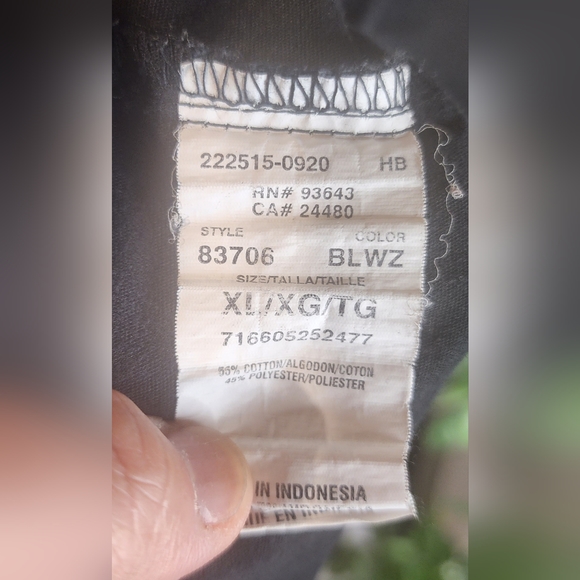 222515-0920 HB
RN# 93643
CA# 24480
STYLE COLOR
83706 BLWZ
SIZE/TALLA/TAILLE
XL/XG/TG
716605252477
55% COTTON/ALGODON/COTON
45% POLYESTER/POLIESTER
IN INDONESIA
EN